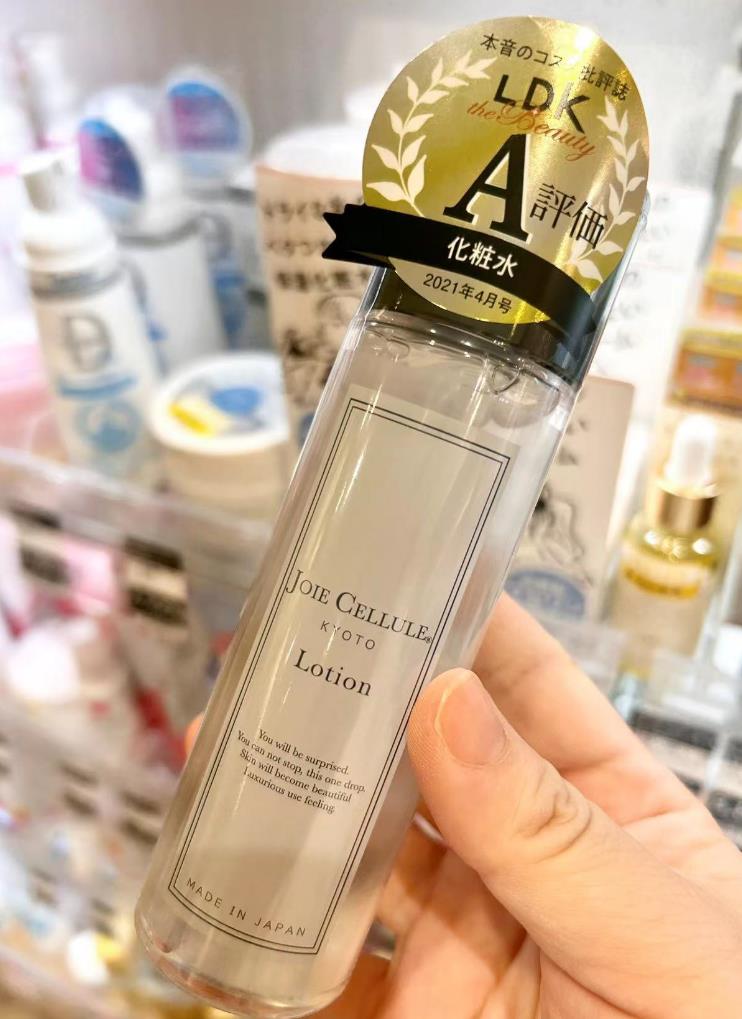 本音のコスメ批評誌
LDK
the Beauty
A評価
化粧水
2021年4月号
JOIE CELLULE®
KYOTO
Lotion
You will be surprised.
You can not stop, this one drop.
Skin will become beautiful
Luxurious use feeling.
MADE IN JAPAN